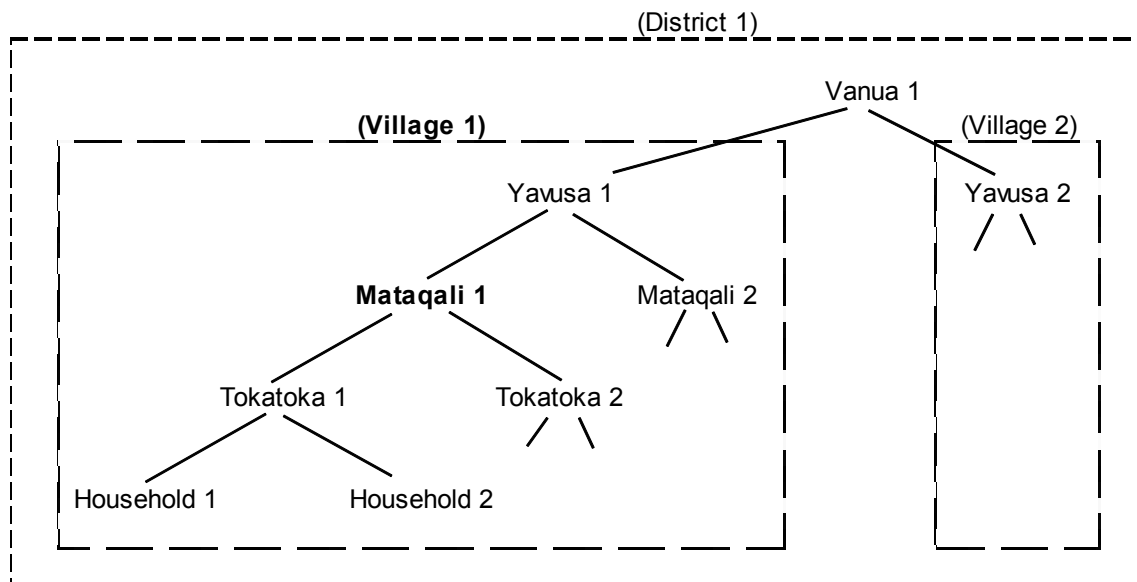 (District 1)
Vanua 1
(Village 1)
(Village 2)
Yavusa 1
Yavusa 2
Mataqali 1
Mataqali 2
Tokatoka 1
Tokatoka 2
Household 1
Household 2